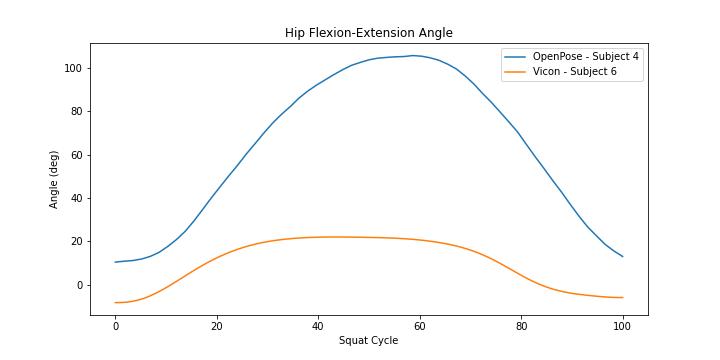 Hip Flexion-Extension Angle
OpenPose - Subject 4
Vicon - Subject 6
Angle (deg)
100
80
60
40
20
0
0 20 40 60 80 100
Squat Cycle